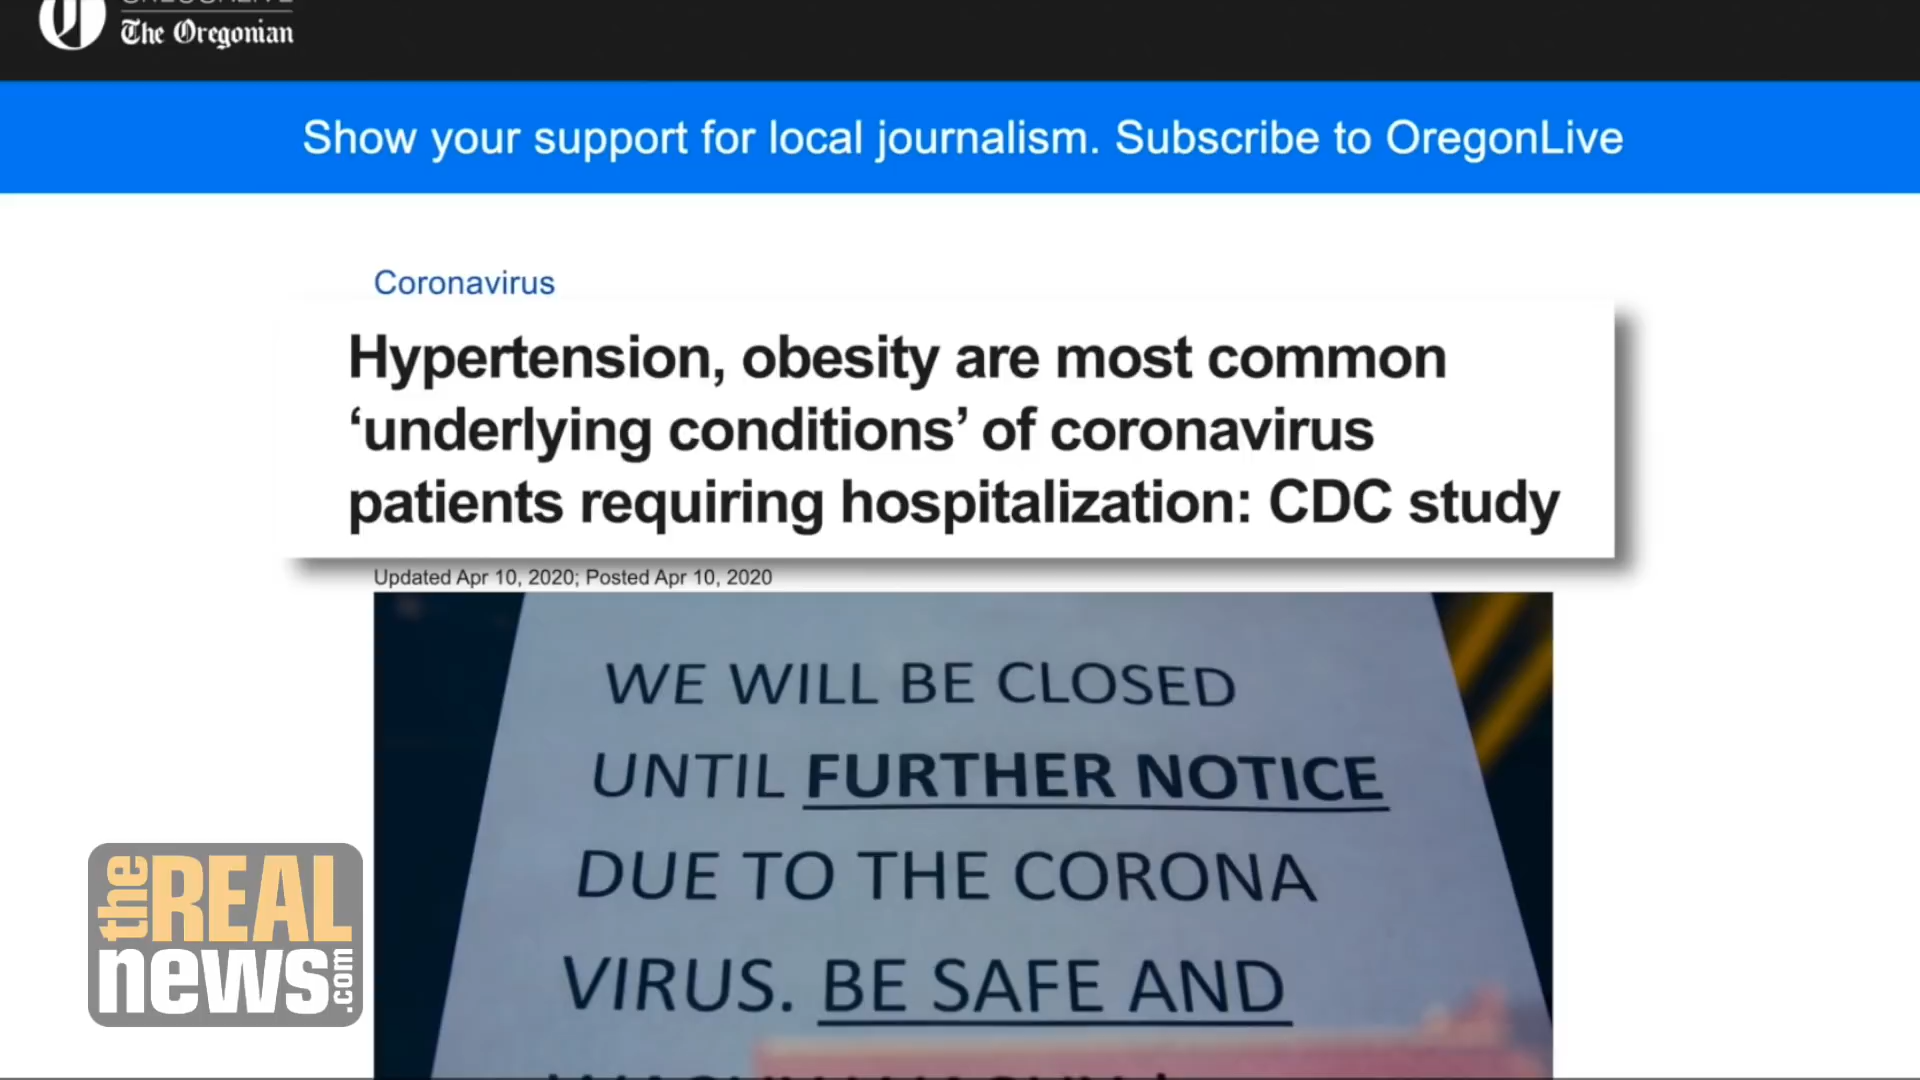 The Oregonian
Show your support for local journalism. Subscribe to OregonLive
Coronavirus
Hypertension, obesity are most common
‘underlying conditions’ of coronavirus
patients requiring hospitalization: CDC study
Updated Apr 10, 2020; Posted Apr 10, 2020
WE WILL BE CLOSED
UNTIL FURTHER NOTICE
DUE TO THE CORONA
VIRUS. BE SAFE AND
the REAL
news.com